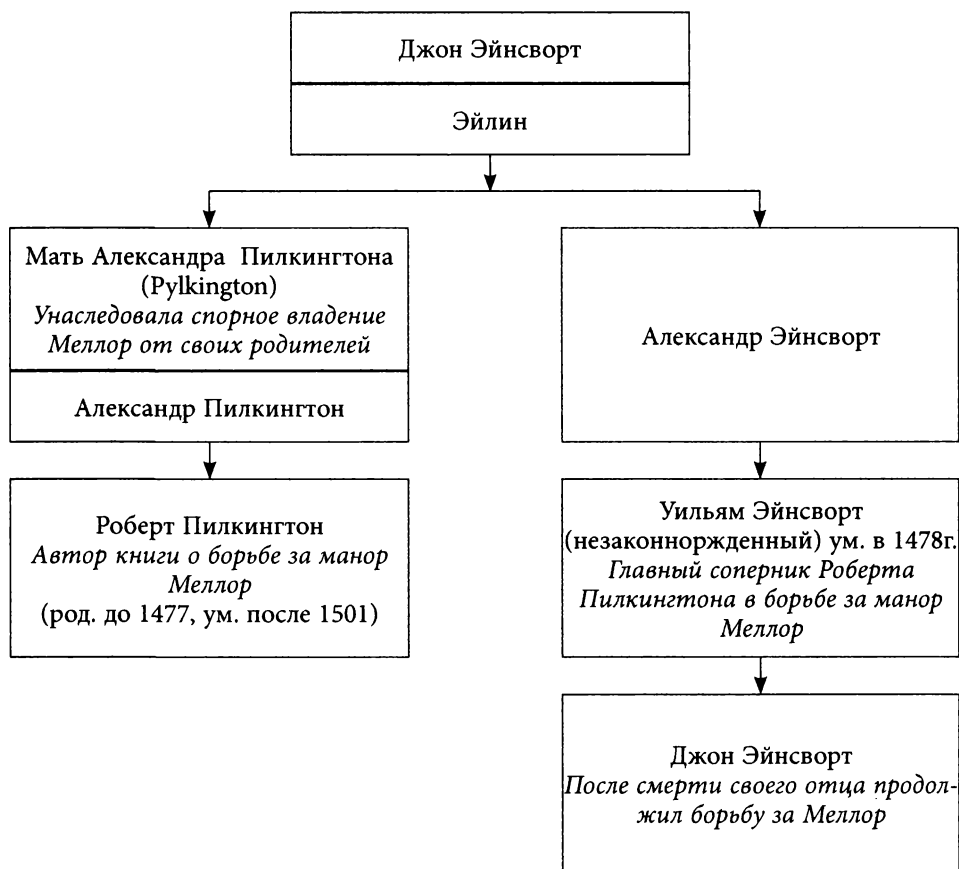 Джон Эйнсворт
Эйлин
Мать Александра Пилкингтона
(Pylkington)
Унаследовала спорное владение
Меллор от своих родителей
Александр Пилкингтон
Александр Эйнсворт
Роберт Пилкингтон
Автор книги о борьбе за манор
Меллор
(род. до 1477, ум. после 1501)
Уильям Эйнсворт
(незаконноржденный) ум. в 1478г.
Главный соперник Роберта
Пилкингтона в борьбе за манор
Меллор
Джон Эйнсворт
После смерти своего отца продол-
жил борьбу за Меллор